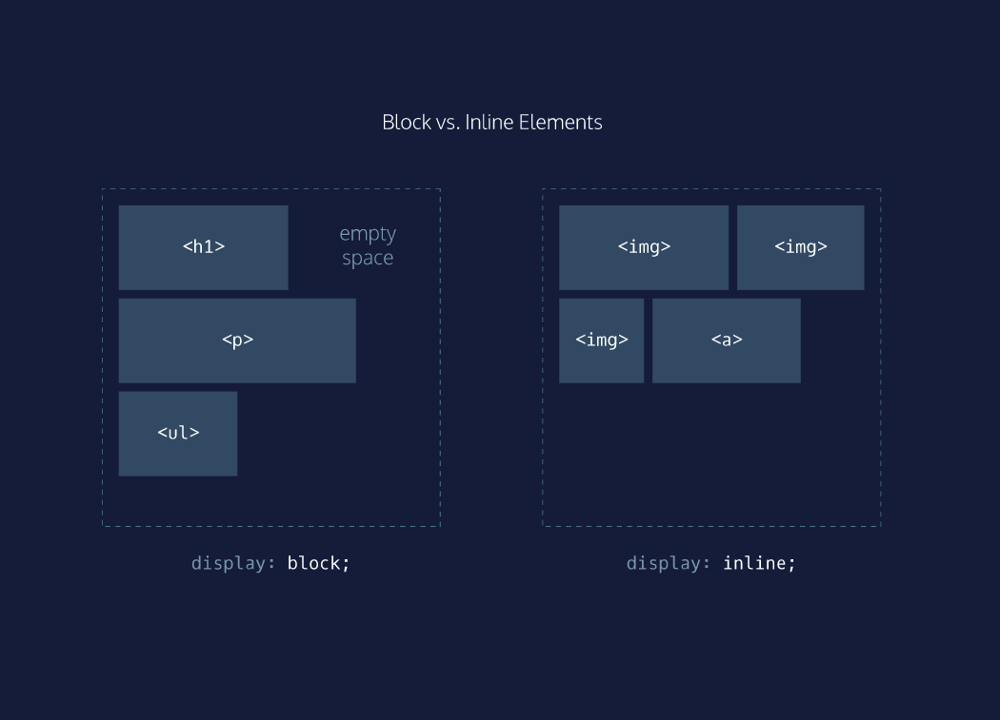 Block vs. Inline Elements
<h1>
empty
space
<p>
<ul>
display: block;
<img>
<img>
<img>
<a>
display: inline;